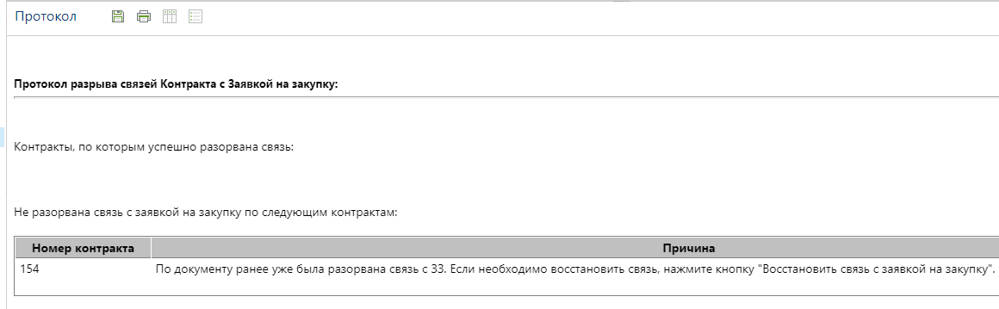 Протокол
Протокол разрыва связей Контракта с Заявкой на закупку:
Контракты, по которым успешно разорвана связь:
Не разорвана связь с заявкой на закупку по следующим контрактам:
Номер контракта Причина
154 По документу ранее уже была разорвана связь с ЗЗ. Если необходимо восстановить связь, нажмите кнопку "Восстановить связь с заявкой на закупку".